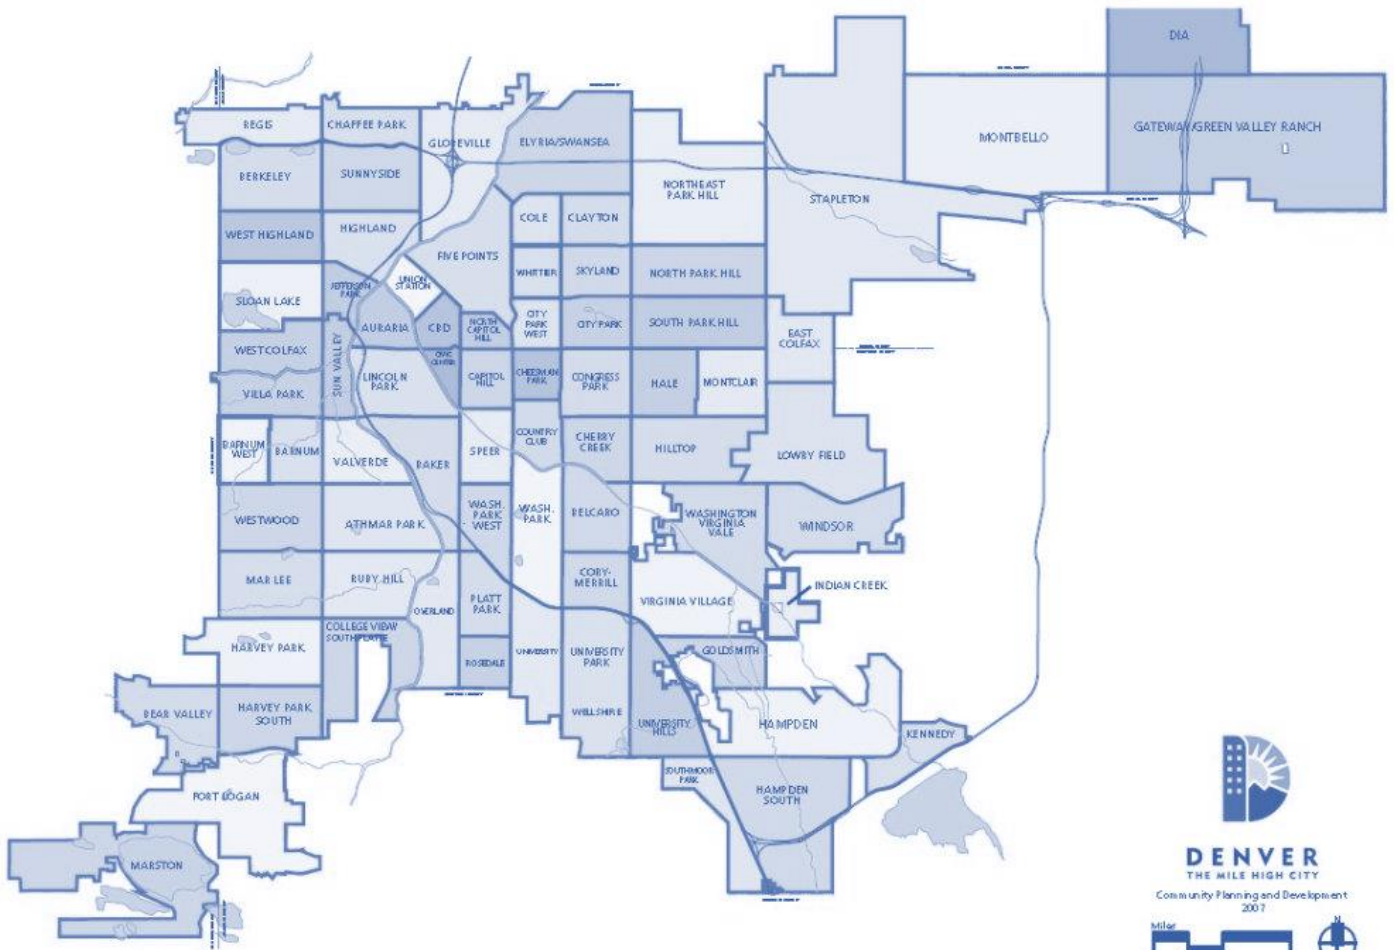 DIA
REGIS
CHAFFEE PARK
GLOBEVILLE
ELYRIA/SWANSEA
MONTBELLO
GATEWAY/GREEN VALLEY RANCH
BERKELEY
SUNNYSIDE
NORTHEAST
PARK HILL
STAPLETON
WEST HIGHLAND
HIGHLAND
COLE
CLAYTON
FIVE POINTS
SLOAN LAKE
JEFFERSON
PARK
UNION
STATION
WHITTIER
SKYLAND
NORTH PARK HILL
AURARIA
CBD
NORTH
CAPITOL
HILL
CITY
PARK
WEST
CITY PARK
SOUTH PARK HILL
EAST
COLFAX
WEST COLFAX
SUN VALLEY
CIVIC
CENTER
VILLA PARK
LINCOLN
PARK
CAPITOL
HILL
CHEESMAN
PARK
CONGRESS
PARK
HALE
MONTCLAIR
BARNUM
WEST
BARNUM
VALVERDE
BAKER
SPEER
COUNTRY
CLUB
CHERRY
CREEK
HILLTOP
LOWRY FIELD
WESTWOOD
ATHMAR PARK
WASH.
PARK
WEST
WASH.
PARK
BELCARO
WASHINGTON
VIRGINIA
VALE
WINDSOR
MAR LEE
RUBY HILL
OVERLAND
PLATT
PARK
CORY-
MERRILL
VIRGINIA VILLAGE
INDIAN CREEK
HARVEY PARK
COLLEGE VIEW
SOUTH PLATTE
ROSEDALE
UNIVERSITY
UNIVERSITY
PARK
GOLDSMITH
BEAR VALLEY
HARVEY PARK
SOUTH
WELLSHIRE
UNIVERSITY
HILLS
HAMPDEN
KENNEDY
FORT LOGAN
SOUTHMOOR
PARK
HAMPDEN
SOUTH
MARSTON
DENVER
THE MILE HIGH CITY
Community Planning and Development
2007
Miles
N